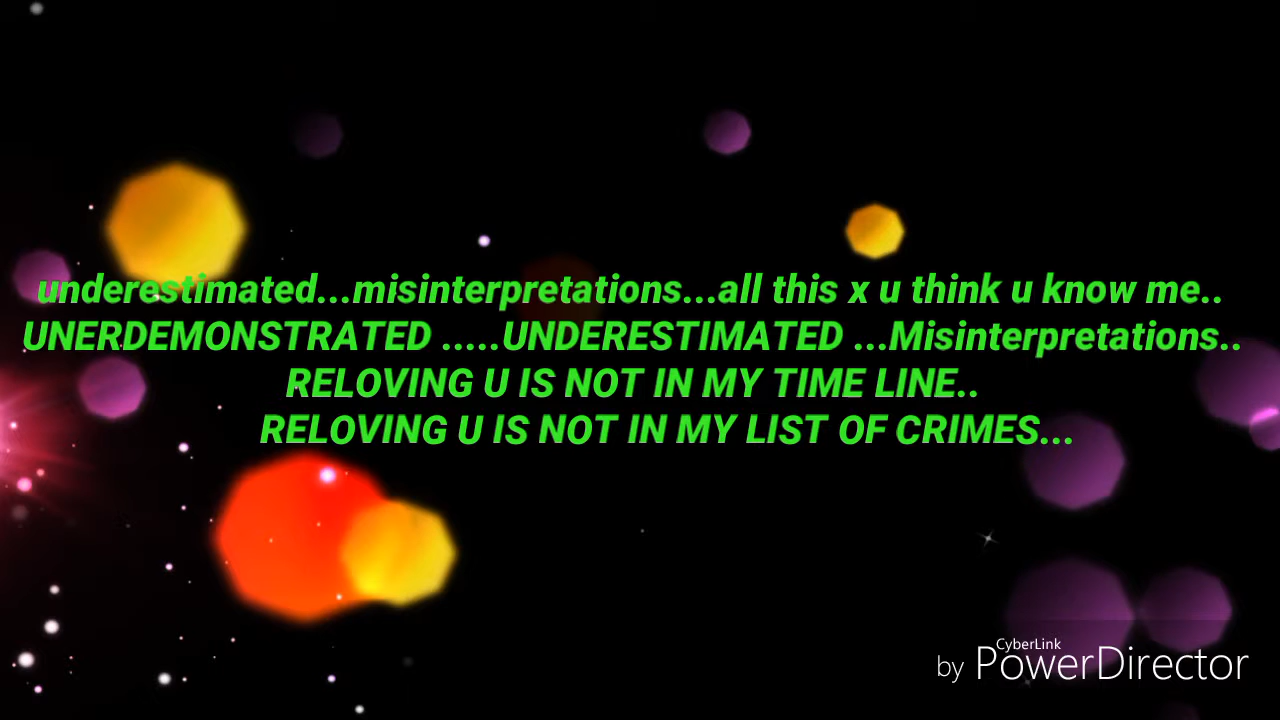 underestimated...misinterpretations...all this x u think u know me..
UNERDEMONSTRATED .....UNDERESTIMATED ...Misinterpretations..
RELOVING U IS NOT IN MY TIME LINE..
RELOVING U IS NOT IN MY LIST OF CRIMES...
CyberLink
by PowerDirector